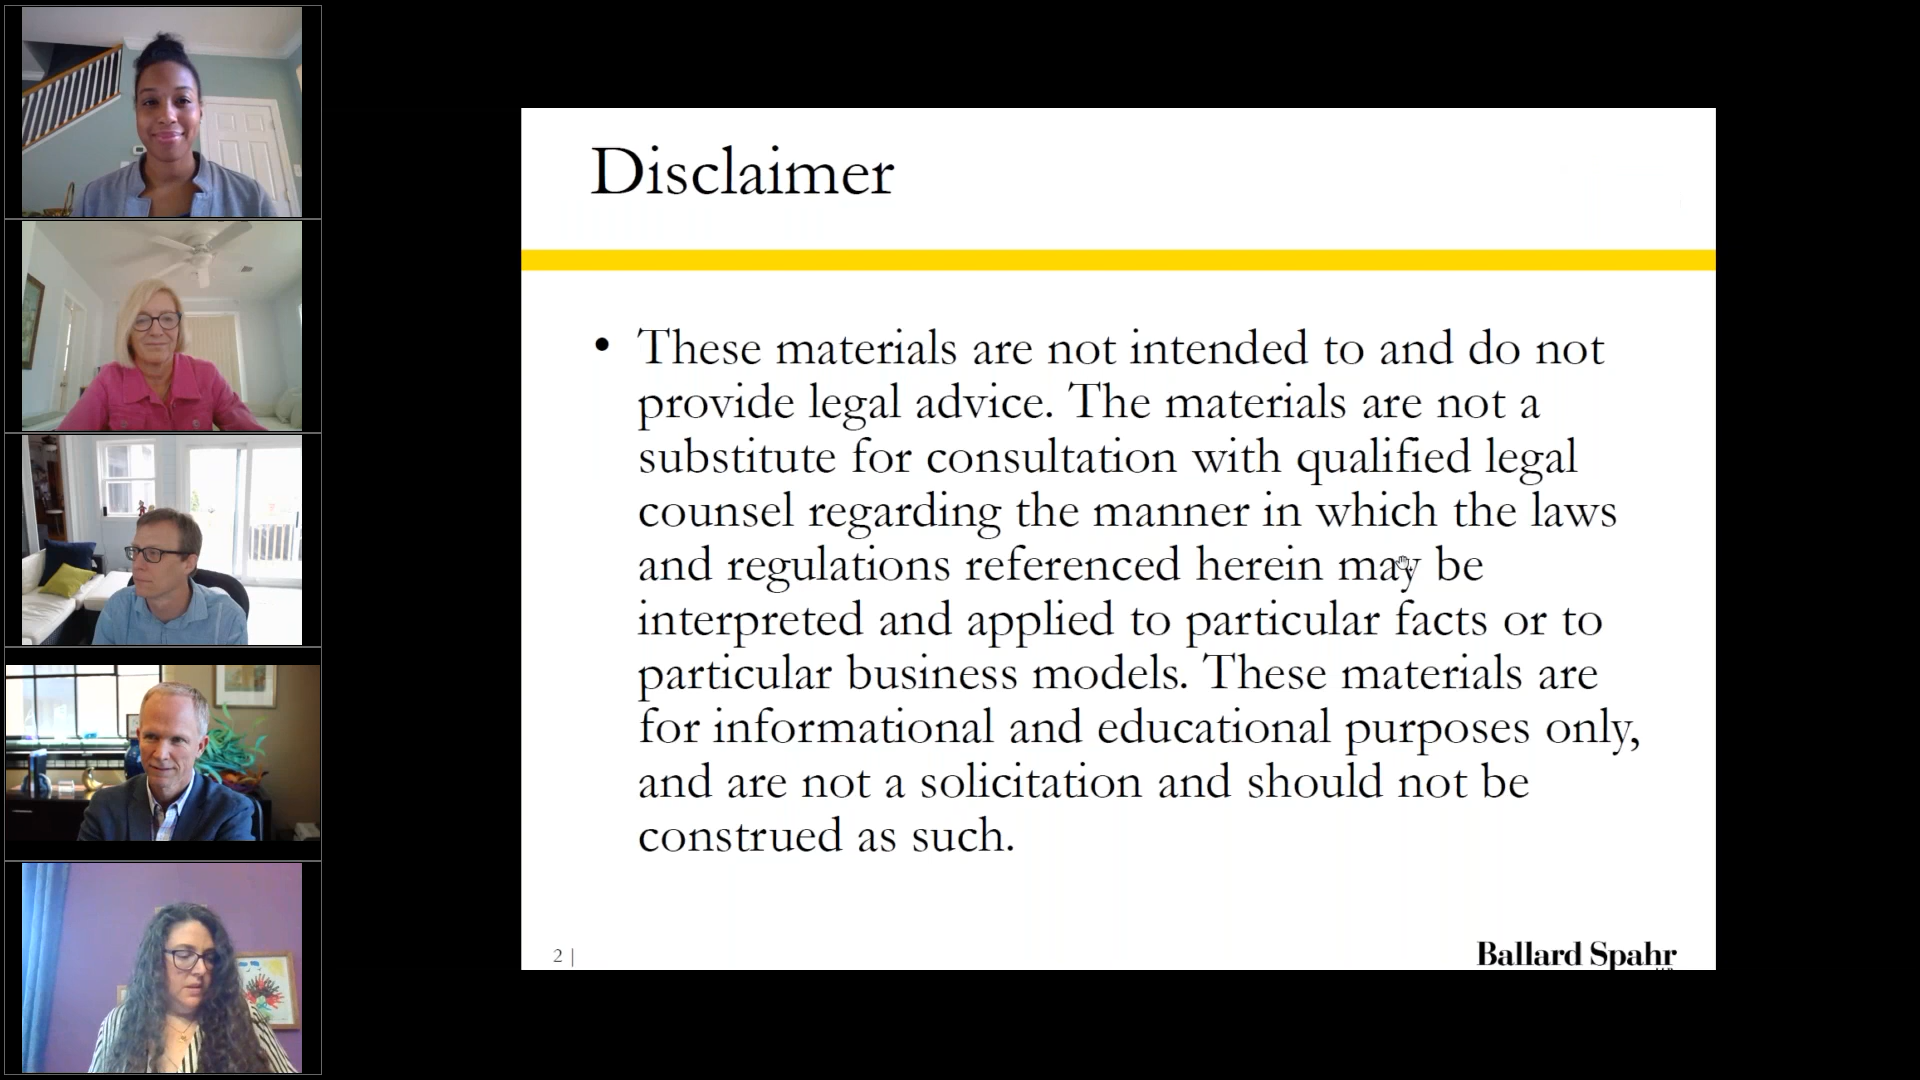 Disclaimer
• These materials are not intended to and do not
provide legal advice. The materials are not a
substitute for consultation with qualified legal
counsel regarding the manner in which the laws
and regulations referenced herein may be
interpreted and applied to particular facts or to
particular business models. These materials are
for informational and educational purposes only,
and are not a solicitation and should not be
construed as such.
2 |
Ballard Spahr
LLP